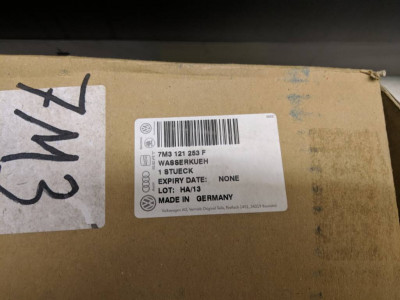 7M3
7M3 121 253 F
WASSERKUEH
1 STUECK
EXPIRY DATE: NONE
LOT: HA/13
MADE IN GERMANY